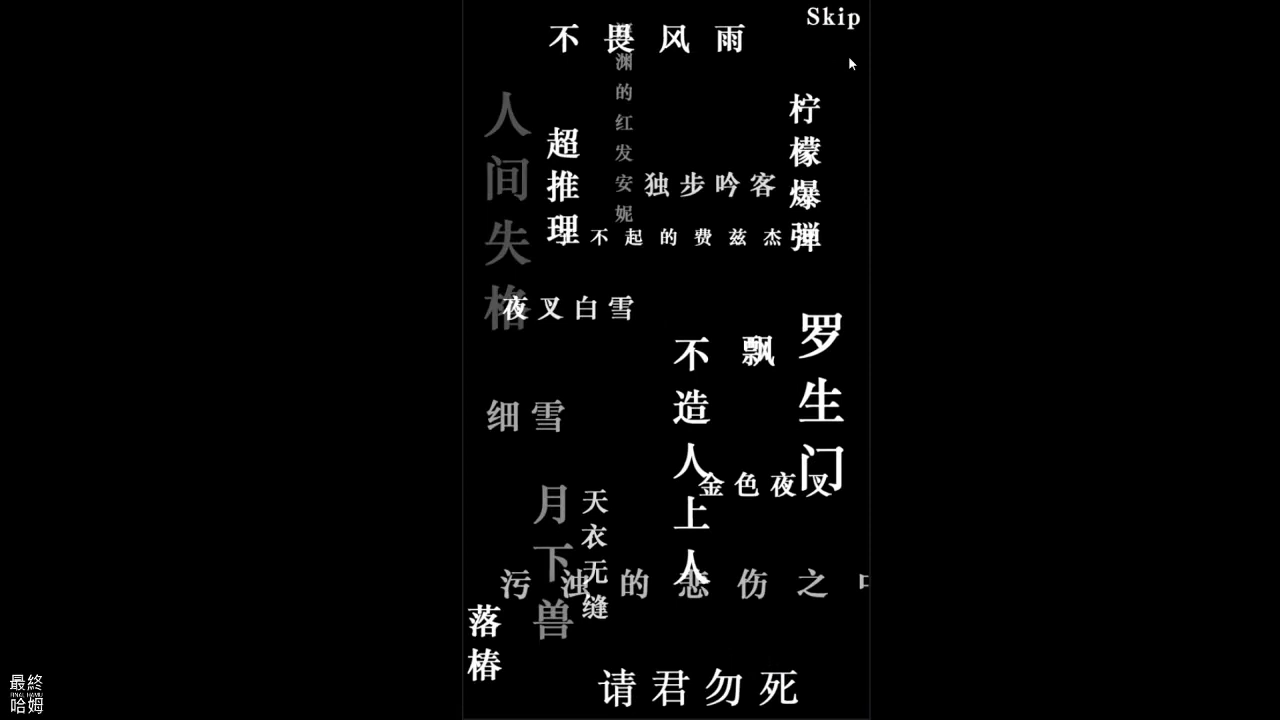 Skip
不畏风雨
渊的红发安妮
人间失格
超推理
柠檬爆弹
独步吟客
不起的费兹杰
夜叉白雪
罗生门
不造人上人
飘
细雪
金色夜叉
月下兽
天衣无缝
污浊的悲伤之中
落椿
请君勿死
最終
哈姆